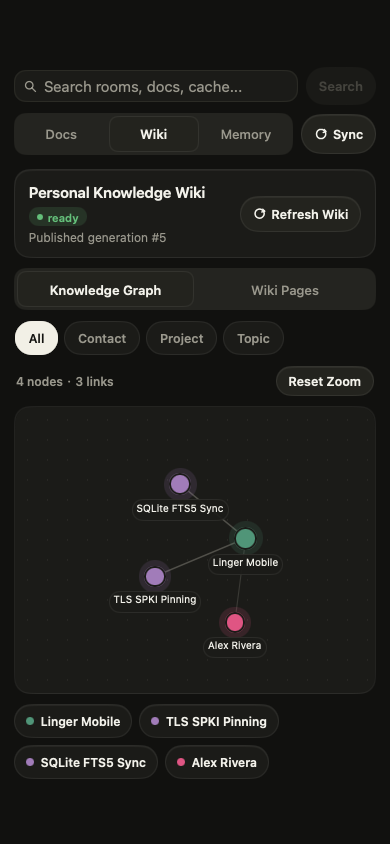 Search rooms, docs, cache...
Search
Docs
Wiki
Memory
Sync
Personal Knowledge Wiki
ready
Published generation #5
Refresh Wiki
Knowledge Graph
Wiki Pages
All
Contact
Project
Topic
4 nodes · 3 links
Reset Zoom
SQLite FTS5 Sync
Linger Mobile
TLS SPKI Pinning
Alex Rivera
Linger Mobile
TLS SPKI Pinning
SQLite FTS5 Sync
Alex Rivera